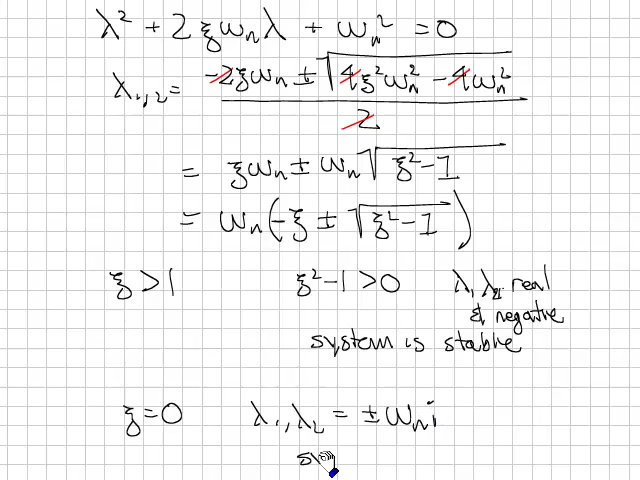 λ² + 2ξωₙλ + ωₙ² = 0
λ₁,₂ = (-2ξωₙ ± √(4ξ²ωₙ² - 4ωₙ²)) / 2
= ξωₙ ± ωₙ√(ξ² - 1)
= ωₙ(-ξ ± √(ξ² - 1))
ξ > 1 ξ² - 1 > 0 λ₁ λ₂ real
& negative
system is stable
ξ = 0 λ₁, λ₂ = ± ωₙi
sy